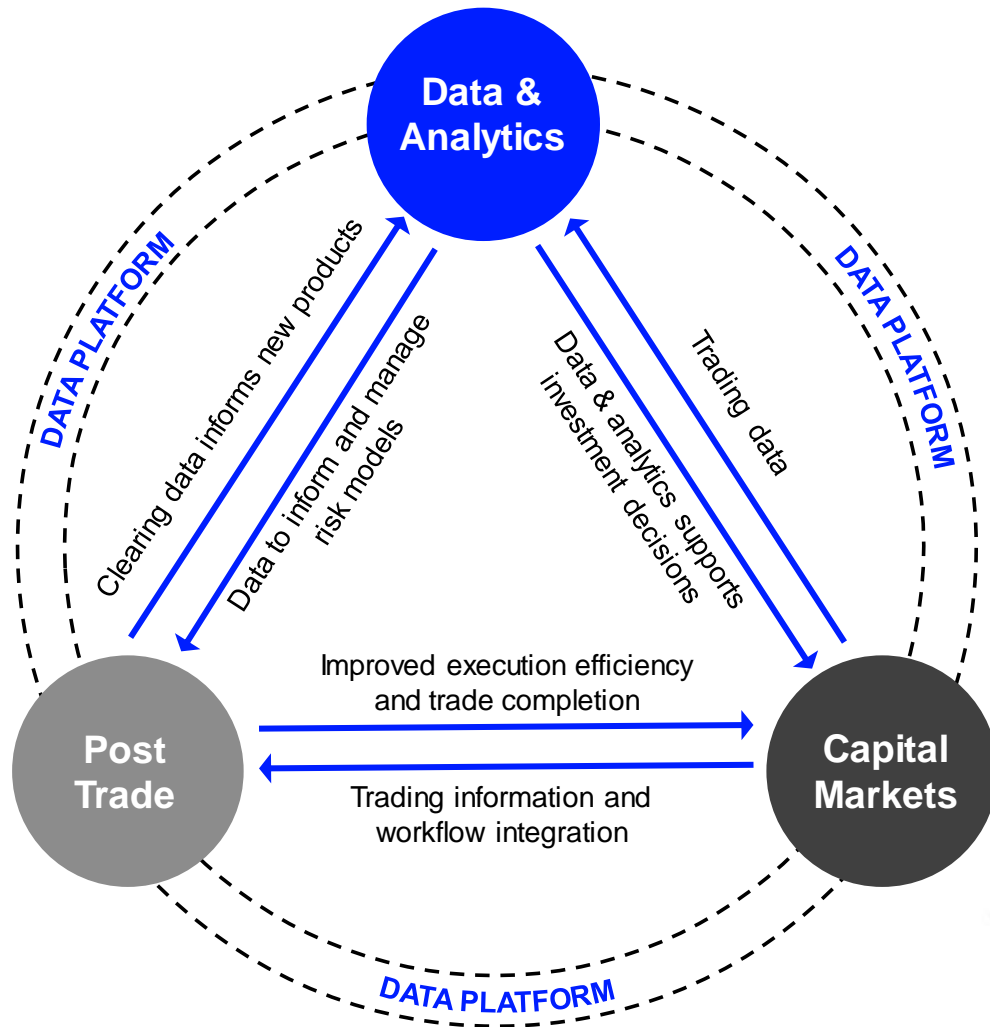 Data &
Analytics
DATA PLATFORM
DATA PLATFORM
Clearing data informs new products
Data to inform and manage
risk models
Data & analytics supports
investment decisions
Trading data
Improved execution efficiency
and trade completion
Post
Trade
Capital
Markets
Trading information and
workflow integration
DATA PLATFORM